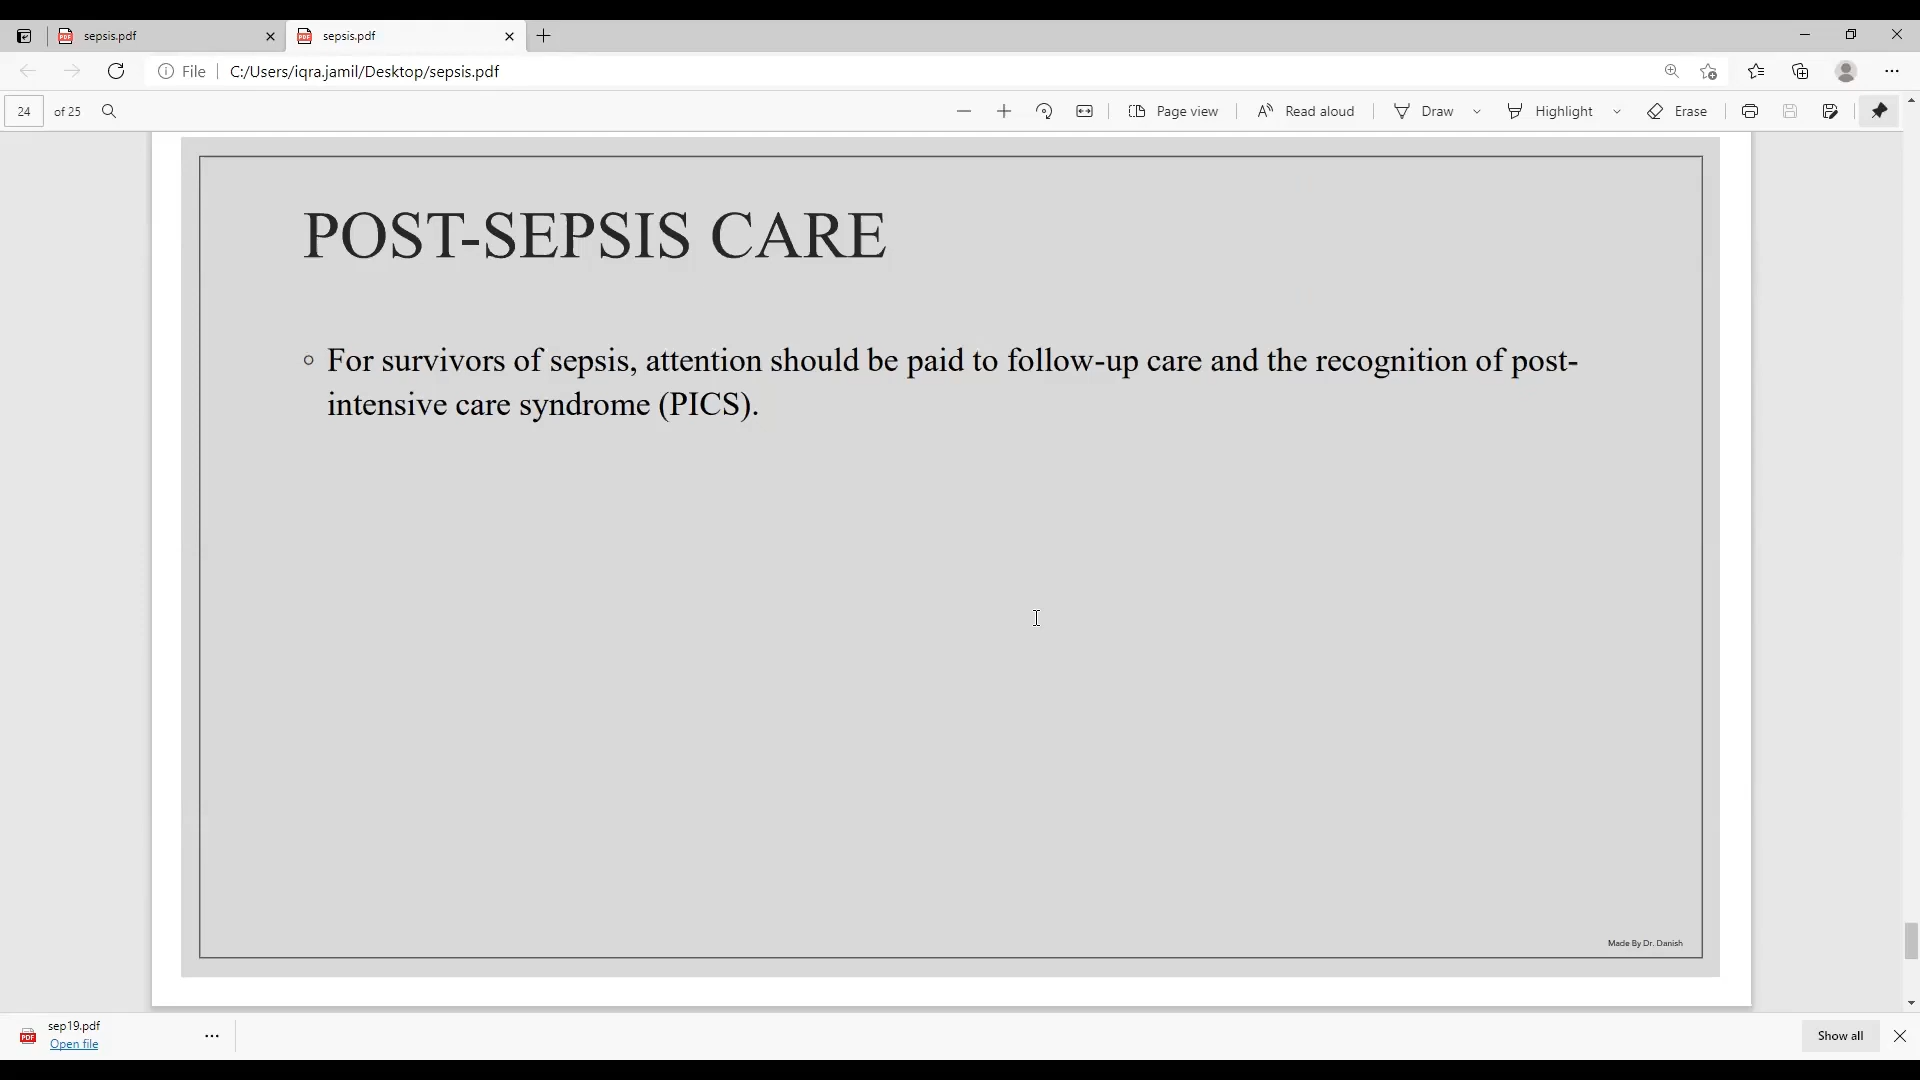 sepsis.pdf
sepsis.pdf
File
C:/Users/iqra.jamil/Desktop/sepsis.pdf
24 of 25
Page view
Read aloud
Draw
Highlight
Erase
POST-SEPSIS CARE
For survivors of sepsis, attention should be paid to follow-up care and the recognition of post-
intensive care syndrome (PICS).
Made By Dr. Danish
sep19.pdf
Open file
Show all